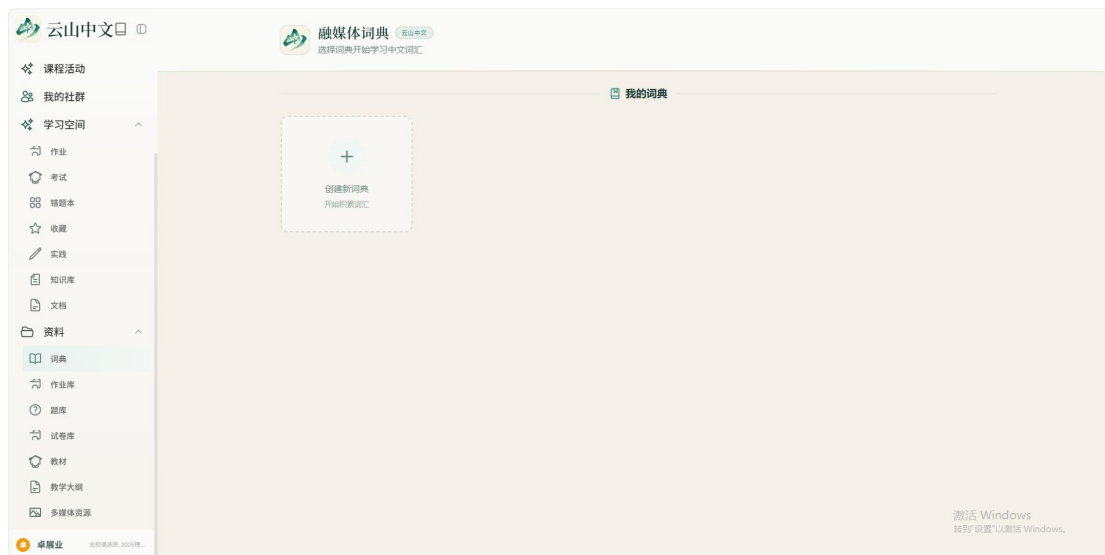 云山中文
课程活动
我的社群
学习空间
作业
考试
错题本
收藏
实践
知识库
文档
资料
词典
作业库
题库
试卷库
教材
教学大纲
多媒体资源
卓 卓展业
融媒体词典 云山中文
选择词典开始学习中文词汇
我的词典
创建新词典
开始积累词汇
激活 Windows
转到"设置"以激活 Windows。